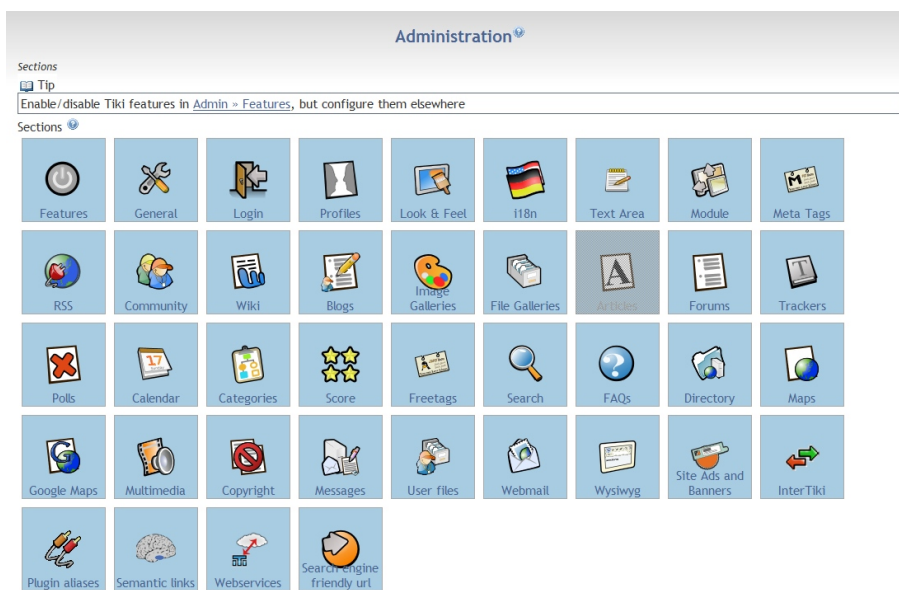 Administration
Sections
Tip
Enable/disable Tiki features in Admin » Features, but configure them elsewhere
Sections
Features General Login Profiles Look & Feel i18n Text Area Module Meta Tags
RSS Community Wiki Blogs Image Galleries File Galleries Articles Forums Trackers
Polls Calendar Categories Score Freetags Search FAQs Directory Maps
Google Maps Multimedia Copyright Messages User files Webmail Wysiwyg Site Ads and Banners InterTiki
Plugin aliases Semantic links Webservices Search engine friendly url